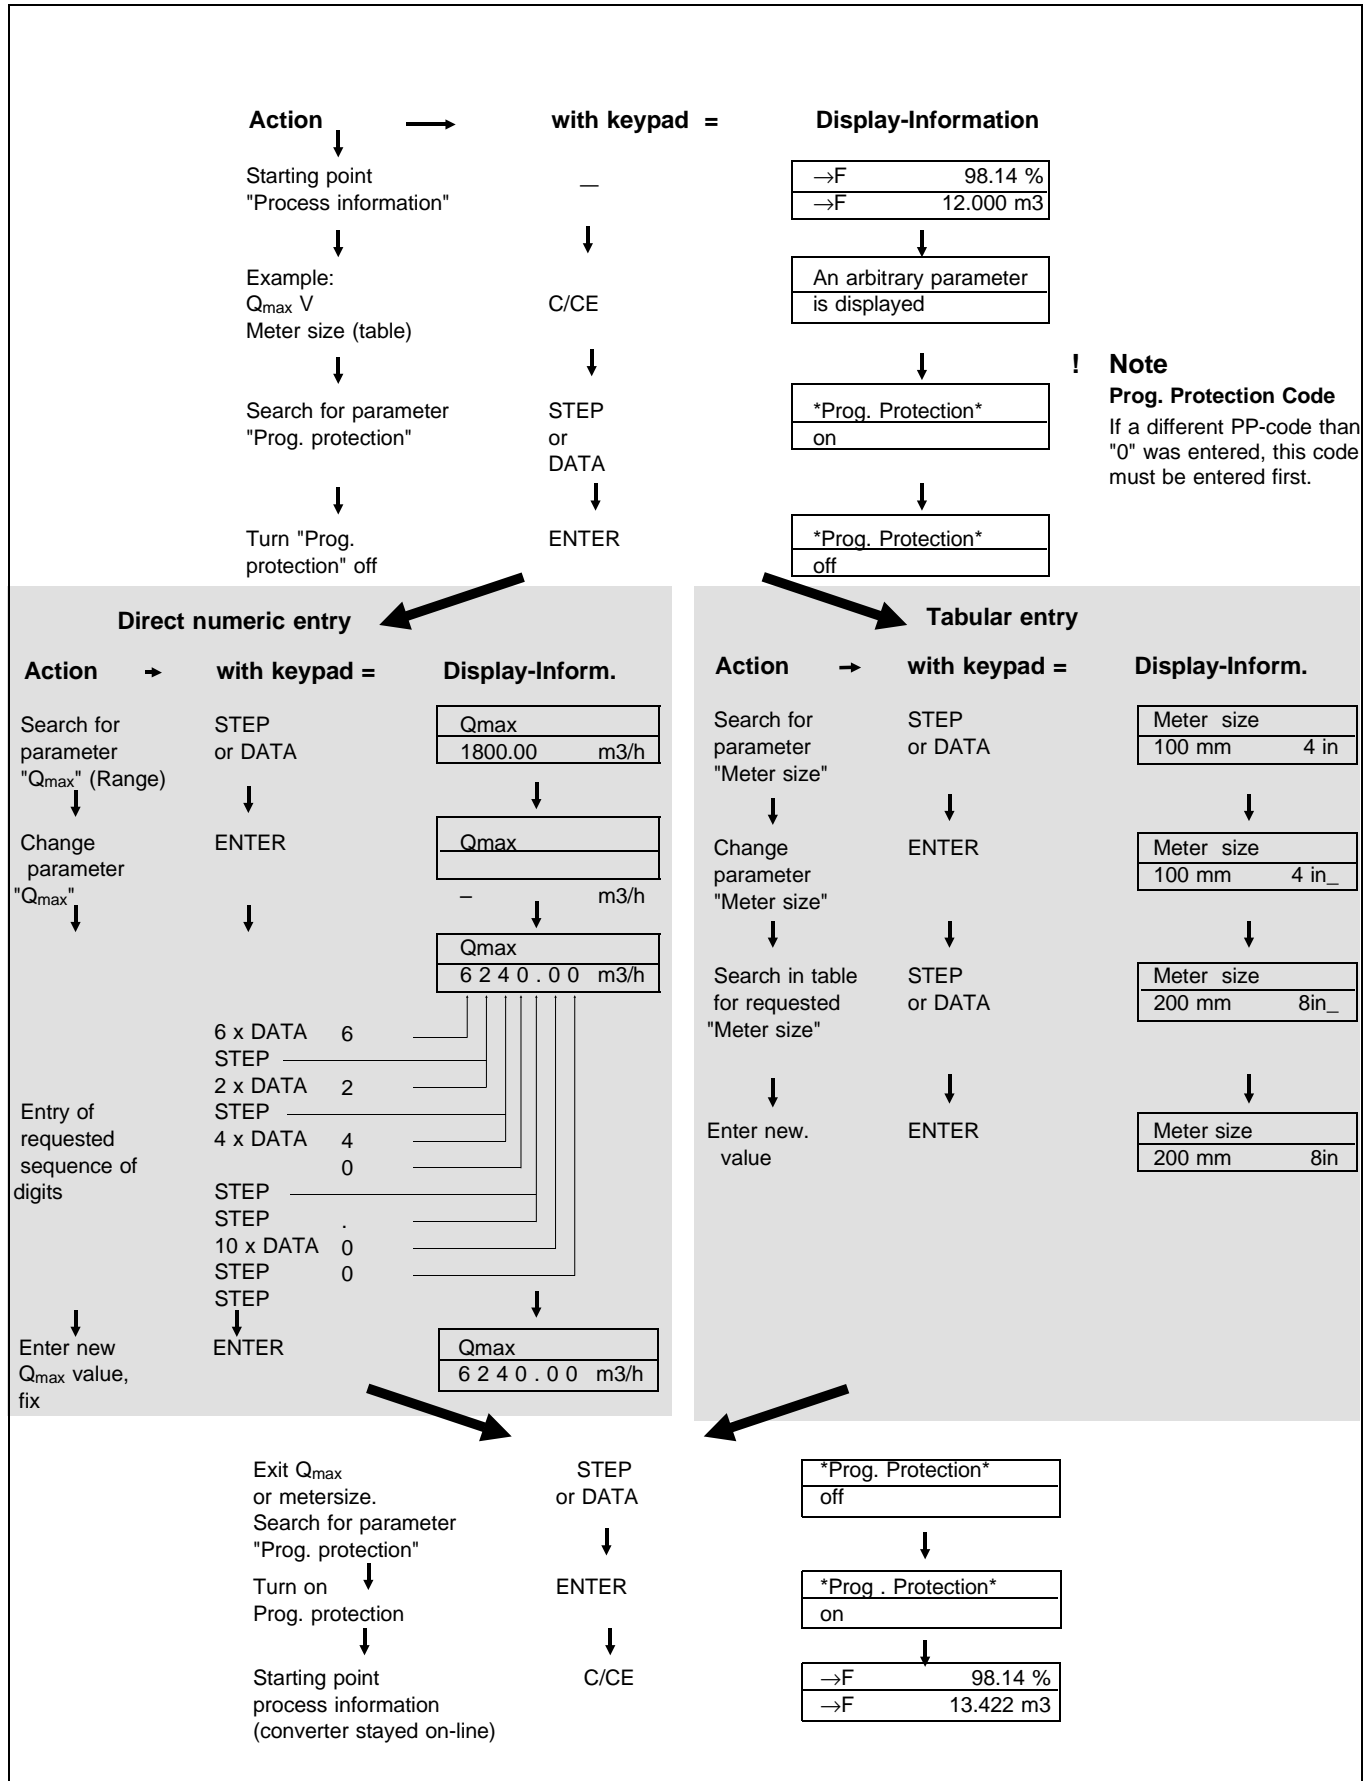 Action → with keypad = Display-Information
Starting point
"Process information"
_
→F 98.14 %
→F 12.000 m3
Example:
Qmax V
Meter size (table)
C/CE
An arbitrary parameter
is displayed
Search for parameter
"Prog. protection"
STEP
or
DATA
*Prog. Protection*
on
! Note
Prog. Protection Code
If a different PP-code than
"0" was entered, this code
must be entered first.
Turn "Prog.
protection" off
ENTER
*Prog. Protection*
off
Direct numeric entry
Action → with keypad = Display-Inform.
Search for
parameter
"Qmax" (Range)
STEP
or DATA
Qmax
1800.00 m3/h
Change
parameter
"Qmax"
ENTER
Qmax
– m3/h
Qmax
6 2 4 0 . 0 0 m3/h
Entry of
requested
sequence of
digits
6 x DATA 6
STEP
2 x DATA 2
STEP
4 x DATA 4
0
STEP
STEP .
10 x DATA 0
STEP 0
STEP
Enter new
Qmax value,
fix
ENTER
Qmax
6 2 4 0 . 0 0 m3/h
Tabular entry
Action → with keypad = Display-Inform.
Search for
parameter
"Meter size"
STEP
or DATA
Meter size
100 mm 4 in
Change
parameter
"Meter size"
ENTER
Meter size
100 mm 4 in_
Search in table
for requested
"Meter size"
STEP
or DATA
Meter size
200 mm 8in_
Enter new.
value
ENTER
Meter size
200 mm 8in
Exit Qmax
or metersize.
Search for parameter
"Prog. protection"
STEP
or DATA
*Prog. Protection*
off
Turn on
Prog. protection
ENTER
*Prog . Protection*
on
Starting point
process information
(converter stayed on-line)
C/CE
→F 98.14 %
→F 13.422 m3